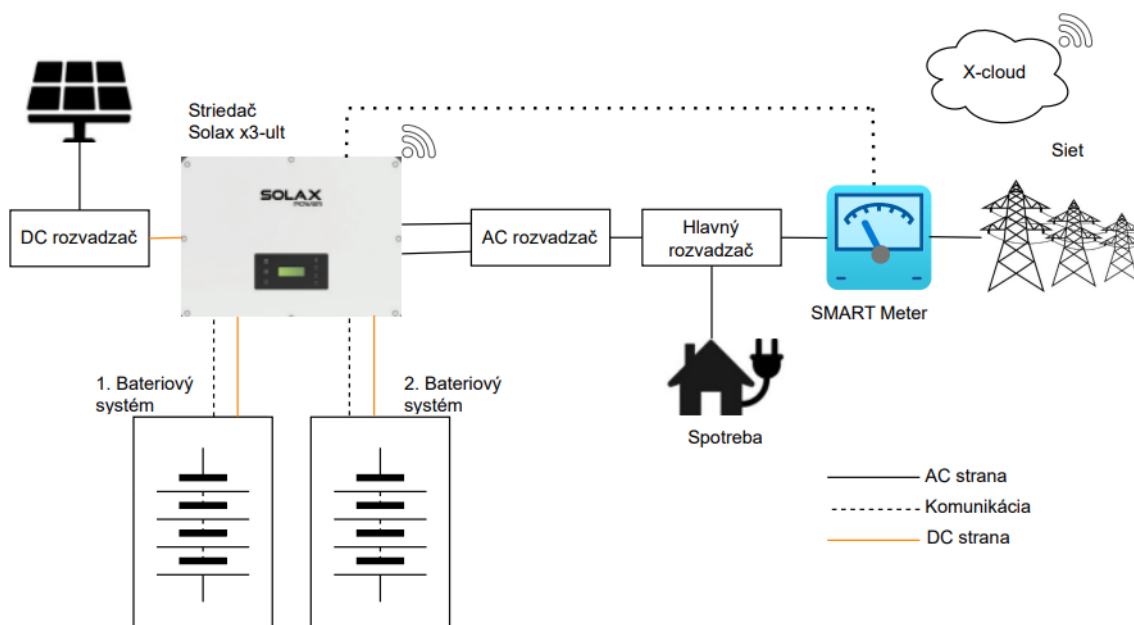 X-cloud
Striedač
Solax x3-ult
Siet
SOLAX
POWER
DC rozvadzač
AC rozvadzač
Hlavný
rozvadzač
SMART Meter
1. Bateriový
systém
2. Bateriový
systém
Spotreba
AC strana
Komunikácia
DC strana